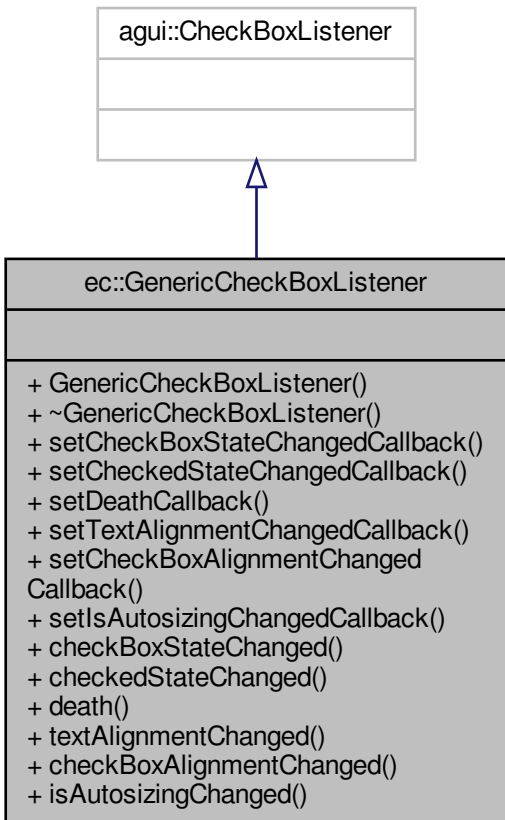 agui::CheckBoxListener
ec::GenericCheckBoxListener
+ GenericCheckBoxListener()
+ ~GenericCheckBoxListener()
+ setCheckBoxStateChangedCallback()
+ setCheckedStateChangedCallback()
+ setDeathCallback()
+ setTextAlignmentChangedCallback()
+ setCheckBoxAlignmentChanged
Callback()
+ setIsAutosizingChangedCallback()
+ checkBoxStateChanged()
+ checkedStateChanged()
+ death()
+ textAlignmentChanged()
+ checkBoxAlignmentChanged()
+ isAutosizingChanged()